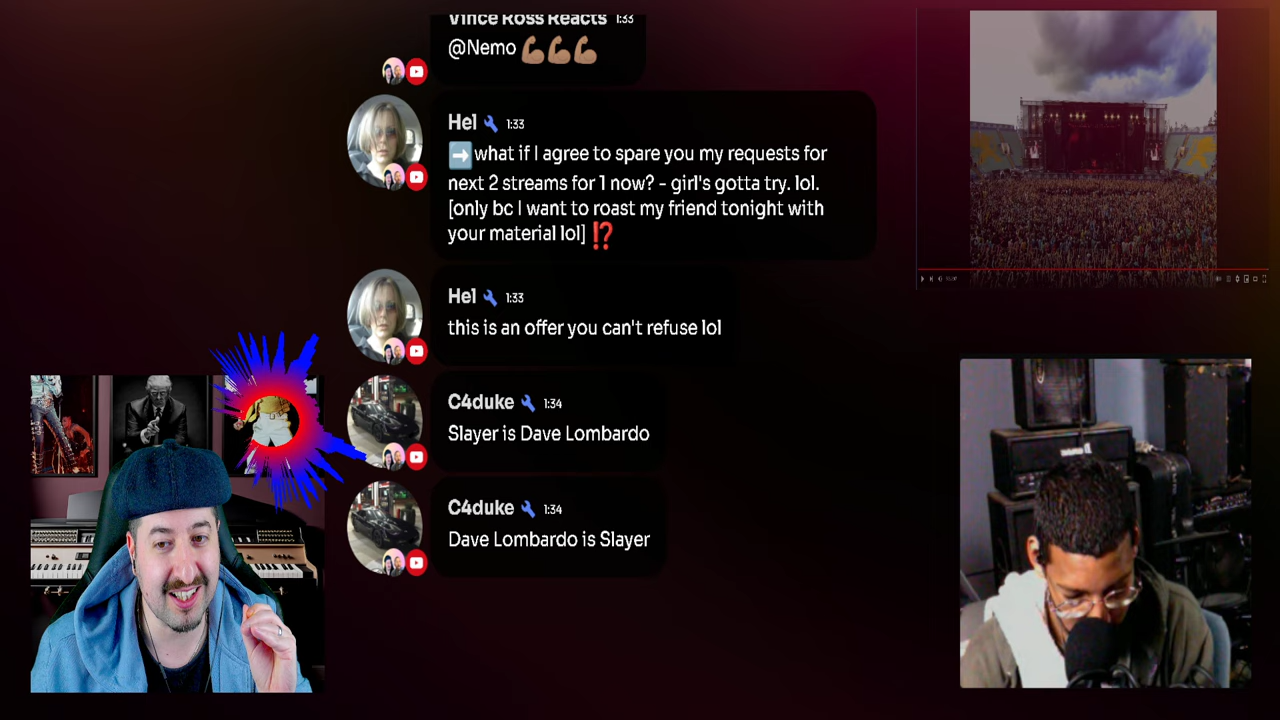 Vince Ross Reacts 1:33
@Nemo 💪🏽💪🏽💪🏽
Hel 1:33
➡️what if I agree to spare you my requests for
next 2 streams for 1 now? - girl's gotta try. lol.
[only bc I want to roast my friend tonight with
your material lol] ⁉️
Hel 1:33
this is an offer you can't refuse lol
C4duke 1:34
Slayer is Dave Lombardo
C4duke 1:34
Dave Lombardo is Slayer